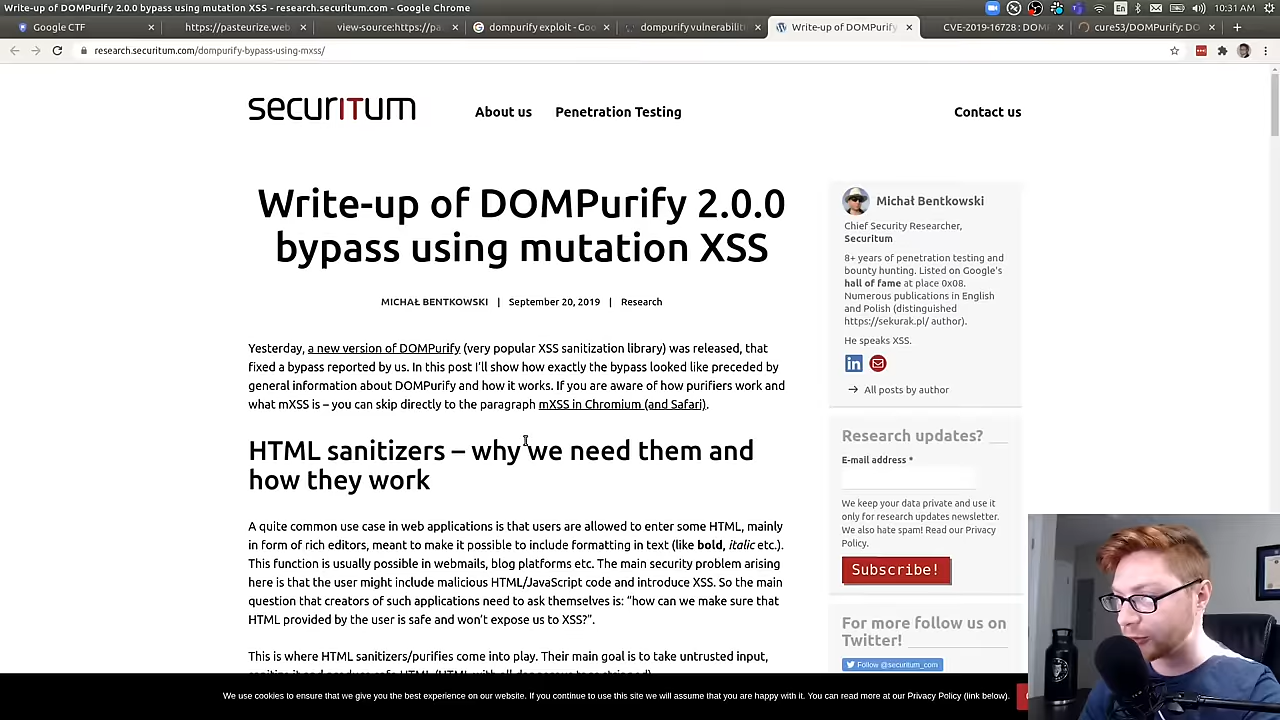 Write-up of DOMPurify 2.0.0 bypass using mutation XSS - research.securitum.com - Google Chrome
10:31 AM
Google CTF
https://pasteurize.web.
view-source:https://pa
dompurify exploit - Goo
dompurify vulnerabiliti
Write-up of DOMPurify
CVE-2019-16728 : DOM
cure53/DOMPurify: DO
research.securitum.com/dompurify-bypass-using-mxss/
securitum
About us
Penetration Testing
Contact us
Write-up of DOMPurify 2.0.0
bypass using mutation XSS
MICHAŁ BENTKOWSKI | September 20, 2019 | Research
Yesterday, a new version of DOMPurify (very popular XSS sanitization library) was released, that
fixed a bypass reported by us. In this post I'll show how exactly the bypass looked like preceded by
general information about DOMPurify and how it works. If you are aware of how purifiers work and
what mXSS is – you can skip directly to the paragraph mXSS in Chromium (and Safari).
HTML sanitizers – why we need them and
how they work
A quite common use case in web applications is that users are allowed to enter some HTML, mainly
in form of rich editors, meant to make it possible to include formatting in text (like bold, italic etc.).
This function is usually possible in webmails, blog platforms etc. The main security problem arising
here is that the user might include malicious HTML/JavaScript code and introduce XSS. So the main
question that creators of such applications need to ask themselves is: "how can we make sure that
HTML provided by the user is safe and won't expose us to XSS?".
This is where HTML sanitizers/purifies come into play. Their main goal is to take untrusted input,
Michał Bentkowski
Chief Security Researcher,
Securitum
8+ years of penetration testing and
bounty hunting. Listed on Google's
hall of fame at place 0x08.
Numerous publications in English
and Polish (distinguished
https://sekurak.pl/ author).
He speaks XSS.
All posts by author
Research updates?
E-mail address *
We keep your data private and use it
only for research updates newsletter.
We also hate spam! Read our Privacy
Policy.
Subscribe!
For more follow us on
Twitter!
Follow @securitum_com
We use cookies to ensure that we give you the best experience on our website. If you continue to use this site we will assume that you are happy with it. You can read more at our Privacy Policy (link below).